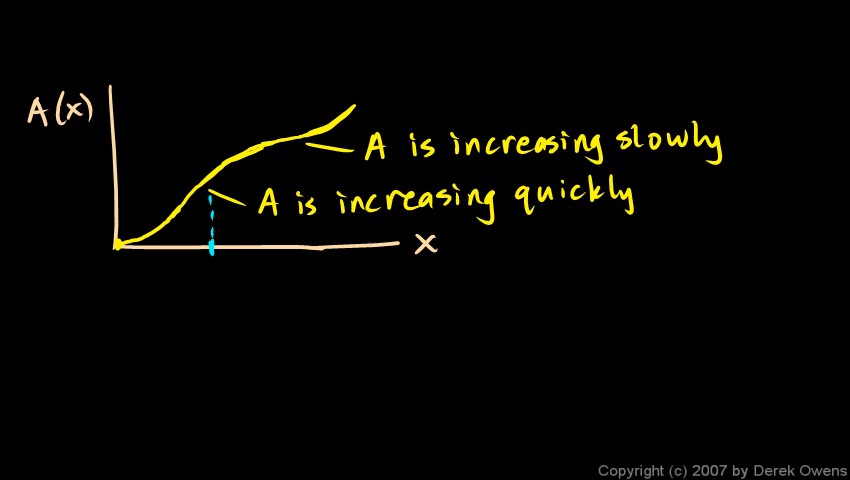 A(x)
A is increasing slowly
A is increasing quickly
x
Copyright (c) 2007 by Derek Owens